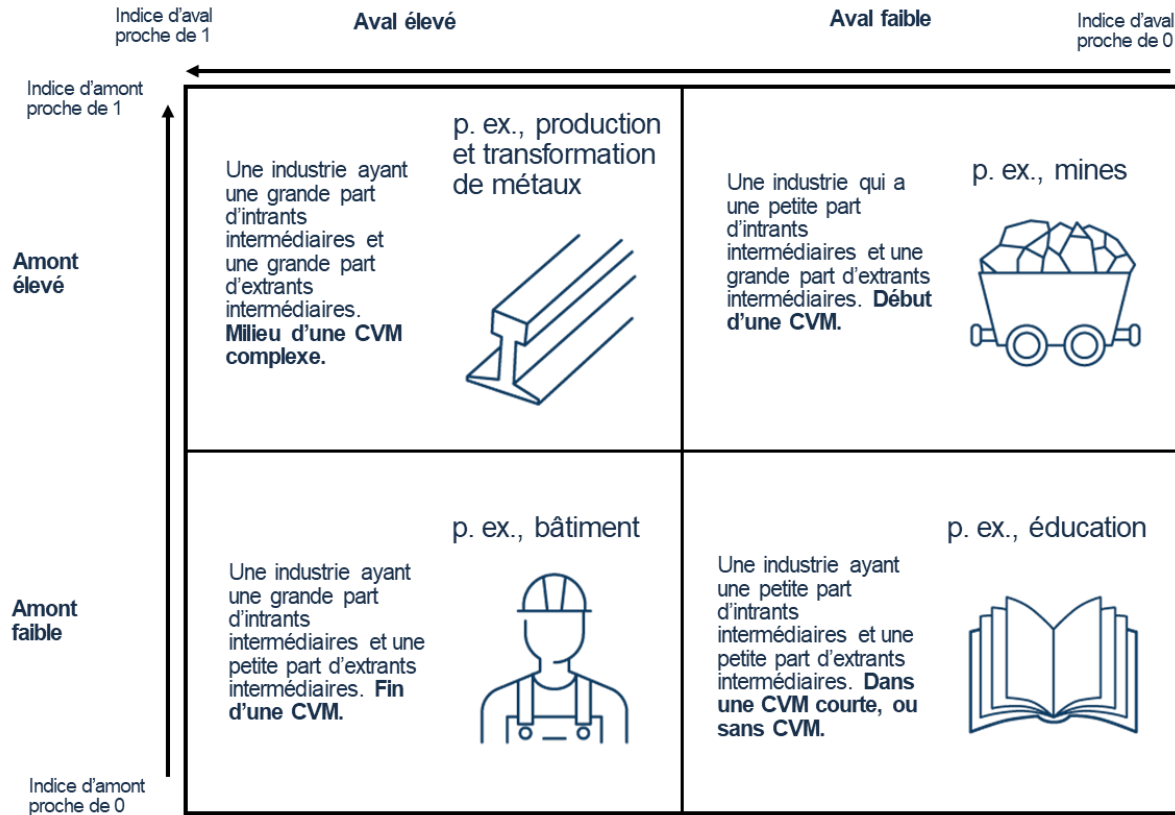 Indice d'aval
proche de 1
Aval élevé
Aval faible
Indice d'aval
proche de 0
Indice d'amont
proche de 1
Amont
élevé
Une industrie ayant
une grande part
d'intrants
intermédiaires et
une grande part
d'extrants
intermédiaires.
Milieu d'une CVM
complexe.
p. ex., production
et transformation
de métaux
Une industrie qui a
une petite part
d'intrants
intermédiaires et une
grande part d'extrants
intermédiaires. Début
d'une CVM.
p. ex., mines
Amont
faible
Une industrie ayant
une grande part
d'intrants
intermédiaires et une
petite part d'extrants
intermédiaires. Fin
d'une CVM.
p. ex., bâtiment
Une industrie ayant
une petite part
d'intrants
intermédiaires et une
petite part d'extrants
intermédiaires. Dans
une CVM courte, ou
sans CVM.
p. ex., éducation
Indice d'amont
proche de 0